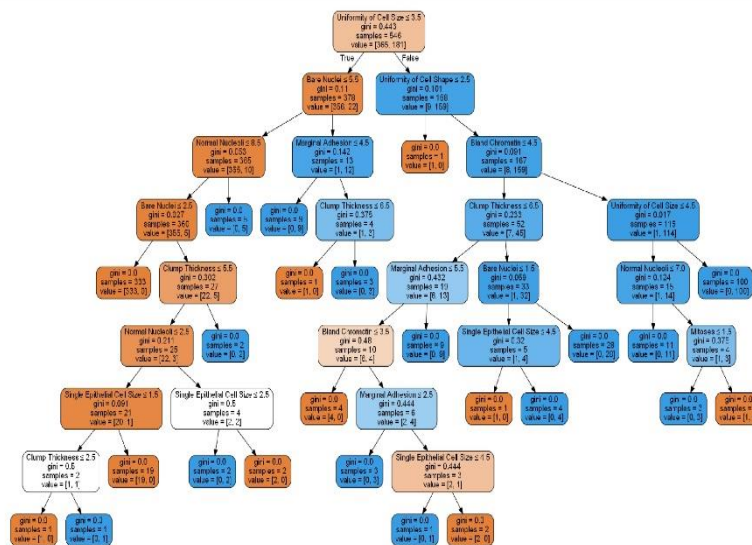 Uniformity of Cell Size ≤ 3.5
gini = 0.443
samples = 546
value = [365, 181]
True
False
Bare Nuclei ≤ 5.5
gini = 0.11
samples = 378
value = [356, 22]
Uniformity of Cell Shape ≤ 2.5
gini = 0.101
samples = 168
value = [9, 159]
Normal Nucleoli ≤ 8.5
gini = 0.053
samples = 365
value = [355, 10]
Marginal Adhesion ≤ 4.5
gini = 0.142
samples = 13
value = [1, 12]
gini = 0.0
samples = 1
value = [1, 0]
Bland Chromatin ≤ 4.5
gini = 0.091
samples = 167
value = [8, 159]
Bare Nuclei ≤ 2.5
gini = 0.027
samples = 360
value = [355, 5]
gini = 0.0
samples = 5
value = [0, 5]
gini = 0.0
samples = 9
value = [0, 9]
Clump Thickness ≤ 6.5
gini = 0.375
samples = 4
value = [1, 3]
Clump Thickness ≤ 6.5
gini = 0.233
samples = 52
value = [7, 45]
Uniformity of Cell Size ≤ 4.5
gini = 0.017
samples = 115
value = [1, 114]
gini = 0.0
samples = 333
value = [333, 0]
Clump Thickness ≤ 5.5
gini = 0.302
samples = 27
value = [22, 5]
gini = 0.0
samples = 1
value = [1, 0]
gini = 0.0
samples = 3
value = [0, 3]
Marginal Adhesion ≤ 5.5
gini = 0.432
samples = 19
value = [6, 13]
Bare Nuclei ≤ 1.5
gini = 0.059
samples = 33
value = [1, 32]
Normal Nucleoli ≤ 7.0
gini = 0.124
samples = 15
value = [1, 14]
gini = 0.0
samples = 100
value = [0, 100]
Normal Nucleoli ≤ 2.5
gini = 0.211
samples = 25
value = [22, 3]
gini = 0.0
samples = 2
value = [0, 2]
Bland Chromatin ≤ 3.5
gini = 0.48
samples = 10
value = [6, 4]
gini = 0.0
samples = 9
value = [0, 9]
Single Epithelial Cell Size ≤ 4.5
gini = 0.32
samples = 5
value = [1, 4]
gini = 0.0
samples = 28
value = [0, 28]
gini = 0.0
samples = 11
value = [0, 11]
Mitoses ≤ 1.5
gini = 0.375
samples = 4
value = [1, 3]
Single Epithelial Cell Size ≤ 1.5
gini = 0.091
samples = 21
value = [20, 1]
Single Epithelial Cell Size ≤ 2.5
gini = 0.5
samples = 4
value = [2, 2]
gini = 0.0
samples = 4
value = [4, 0]
Marginal Adhesion ≤ 2.5
gini = 0.444
samples = 6
value = [2, 4]
gini = 0.0
samples = 1
value = [1, 0]
gini = 0.0
samples = 4
value = [0, 4]
gini = 0.0
samples = 3
value = [0, 3]
gini = 0.0
value = [1,
Clump Thickness ≤ 2.5
gini = 0.5
samples = 2
value = [1, 1]
gini = 0.0
samples = 19
value = [19, 0]
gini = 0.0
samples = 2
value = [0, 2]
gini = 0.0
samples = 2
value = [2, 0]
gini = 0.0
samples = 3
value = [0, 3]
Single Epithelial Cell Size ≤ 4.5
gini = 0.444
samples = 3
value = [2, 1]
gini = 0.0
samples = 1
value = [1, 0]
gini = 0.0
samples = 1
value = [0, 1]
gini = 0.0
samples = 1
value = [0, 1]
gini = 0.0
samples = 2
value = [2, 0]